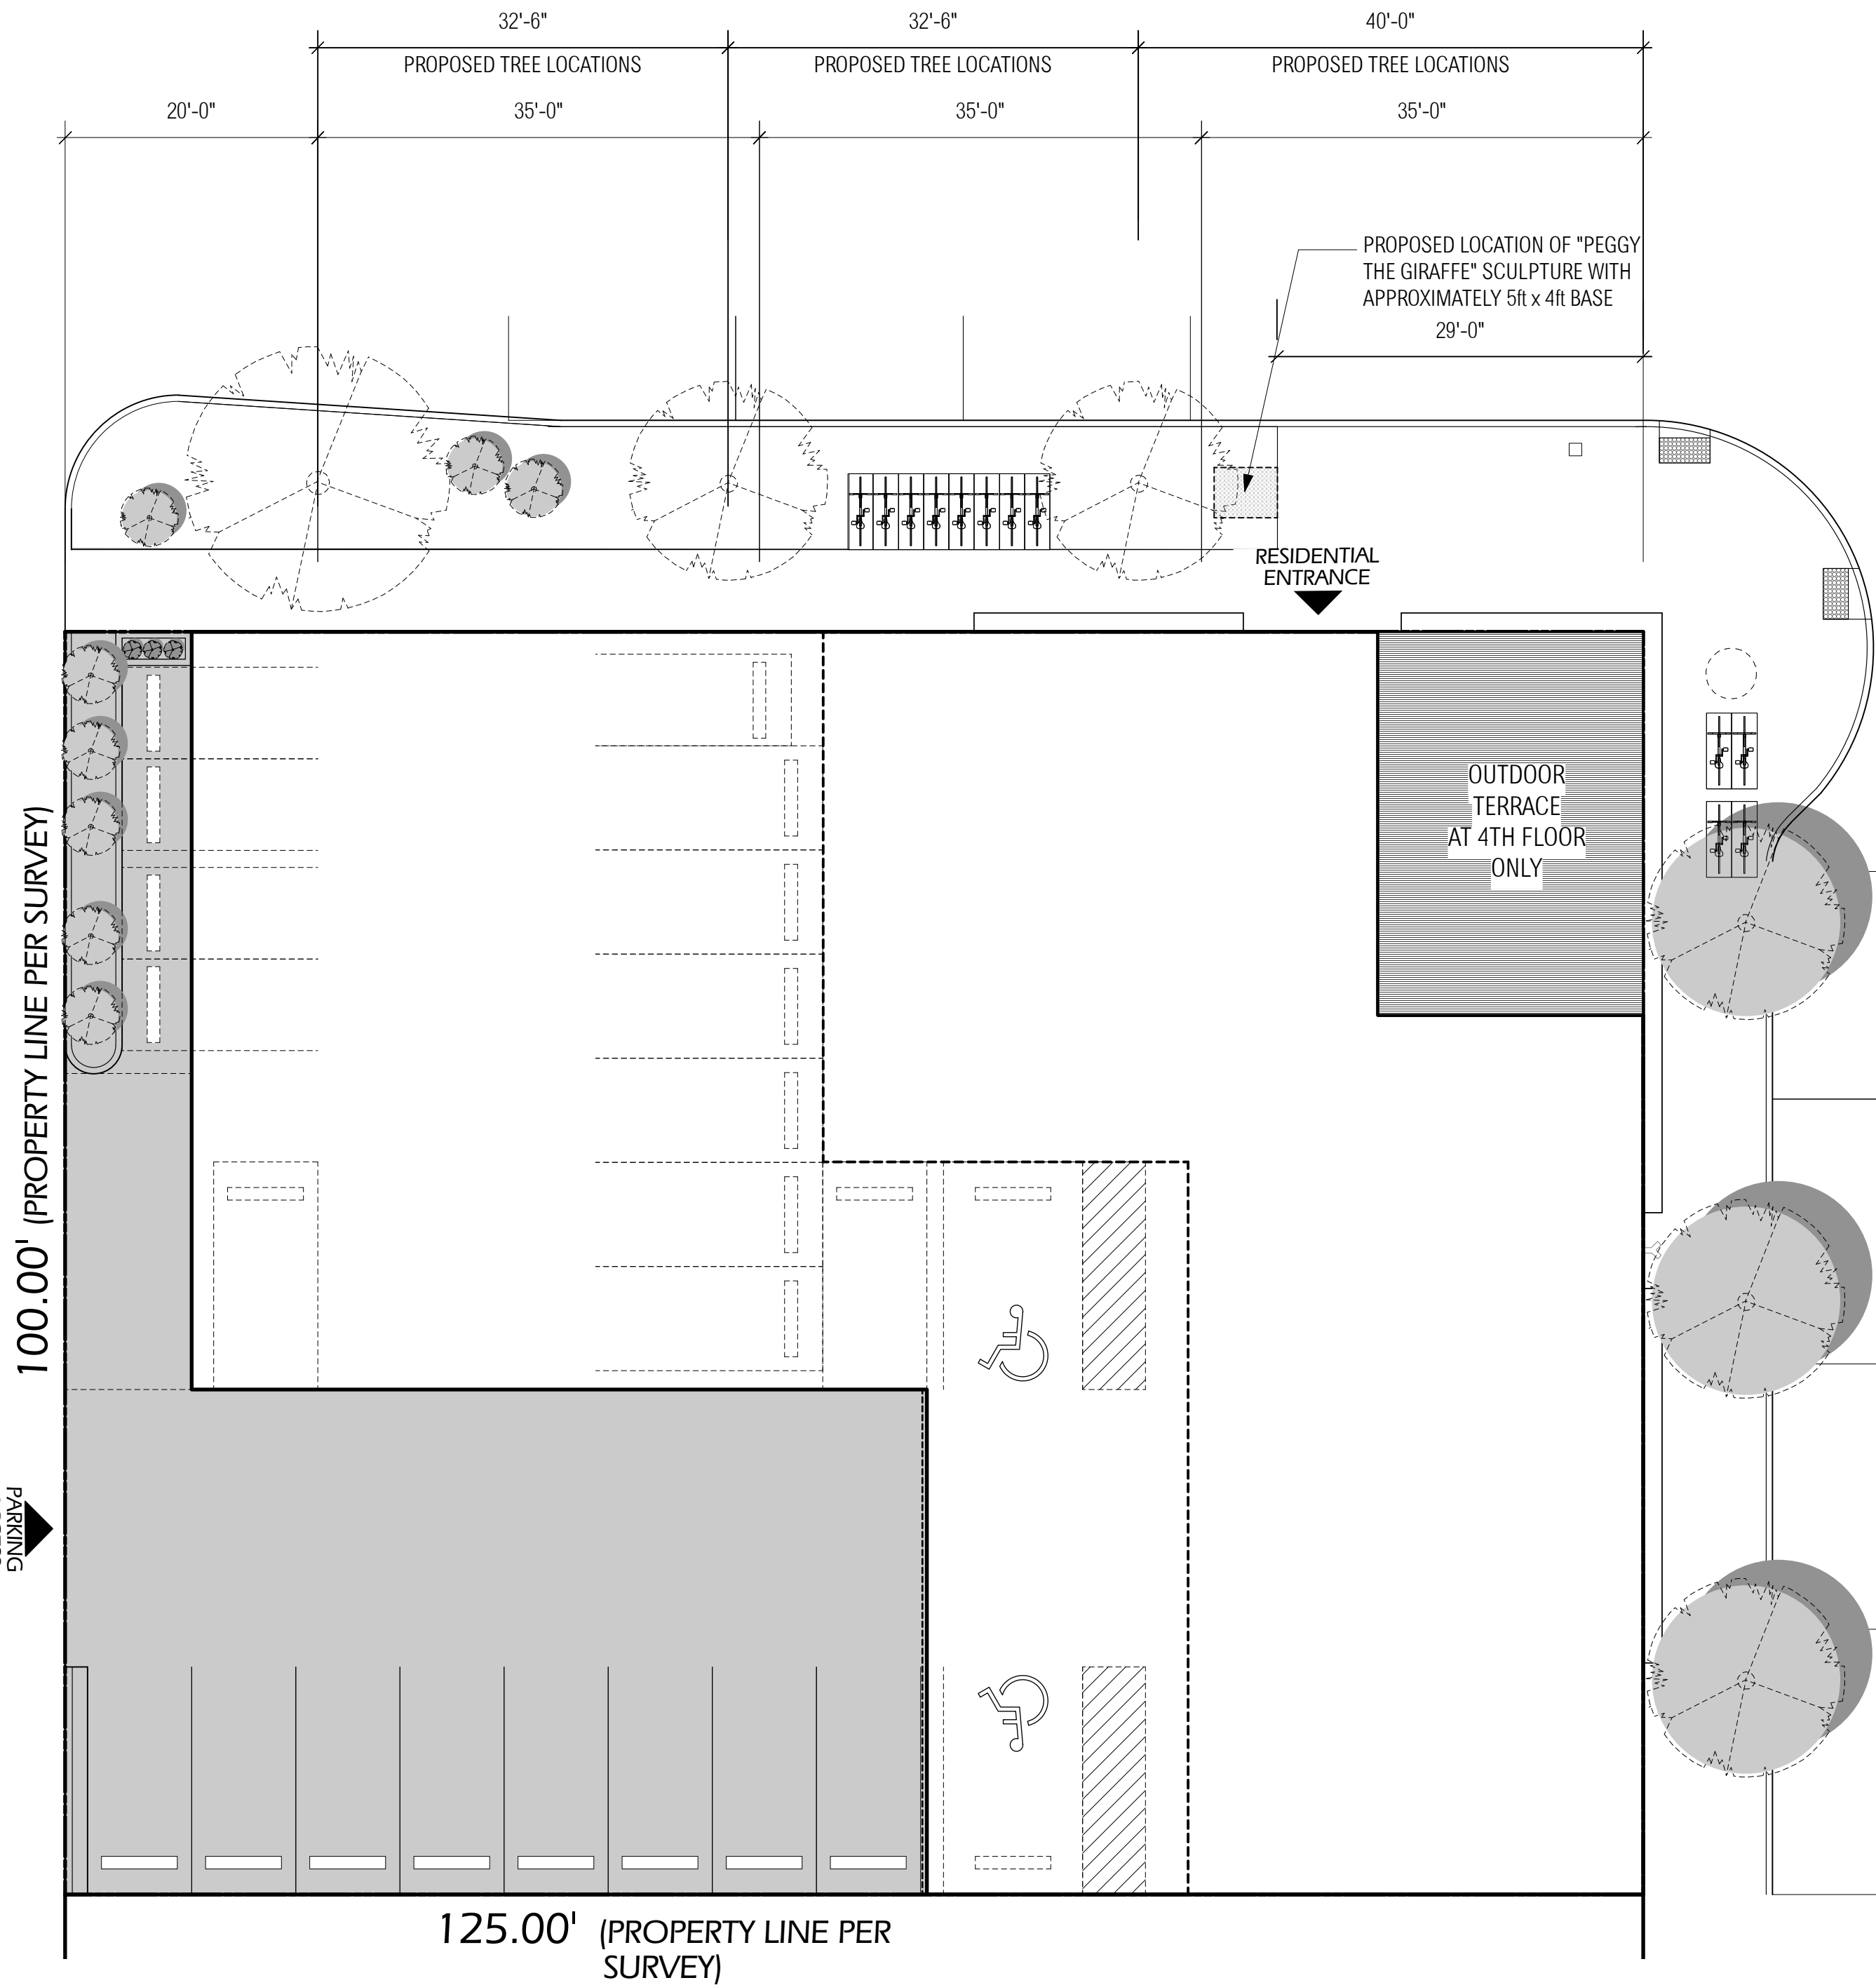 32'-6"
32'-6"
40'-0"
PROPOSED TREE LOCATIONS
PROPOSED TREE LOCATIONS
PROPOSED TREE LOCATIONS
20'-0"
35'-0"
35'-0"
35'-0"
PROPOSED LOCATION OF "PEGGY
THE GIRAFFE" SCULPTURE WITH
APPROXIMATELY 5ft x 4ft BASE
29'-0"
RESIDENTIAL
ENTRANCE
OUTDOOR
TERRACE
AT 4TH FLOOR
ONLY
100.00' (PROPERTY LINE PER SURVEY)
PARKING
125.00' (PROPERTY LINE PER
SURVEY)